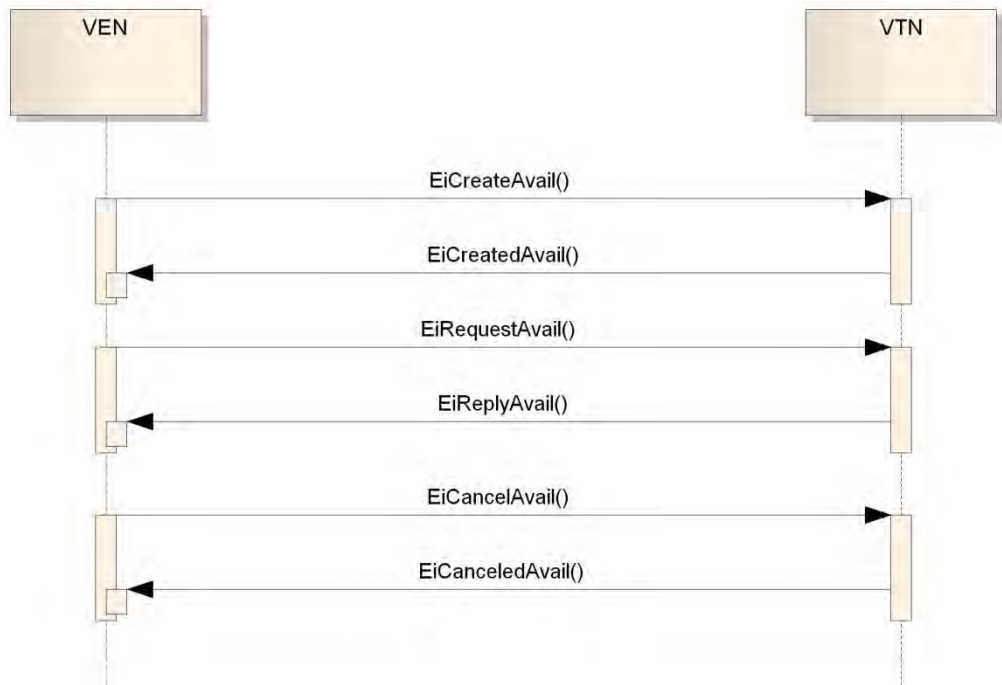 VEN
VTN
EiCreateAvail()
EiCreatedAvail()
EiRequestAvail()
EiReplyAvail()
EiCancelAvail()
EiCanceledAvail()